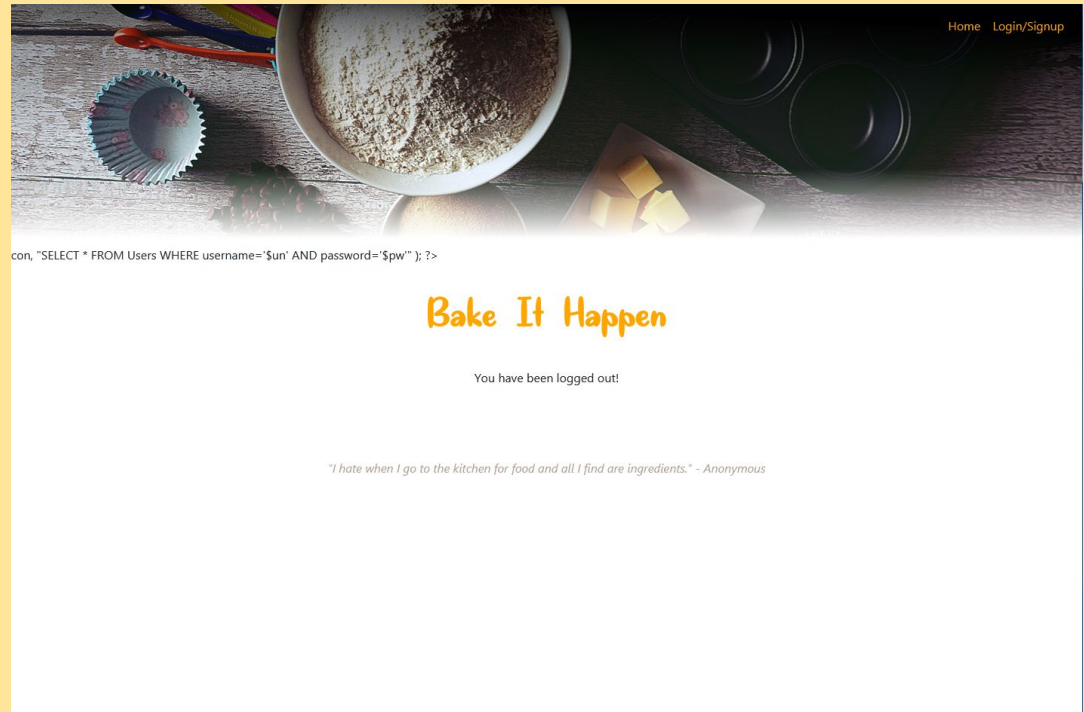 Home Login/Signup
con, "SELECT * FROM Users WHERE username='$un' AND password='$pw'" ); ?>
Bake It Happen
You have been logged out!
"I hate when I go to the kitchen for food and all I find are ingredients." - Anonymous